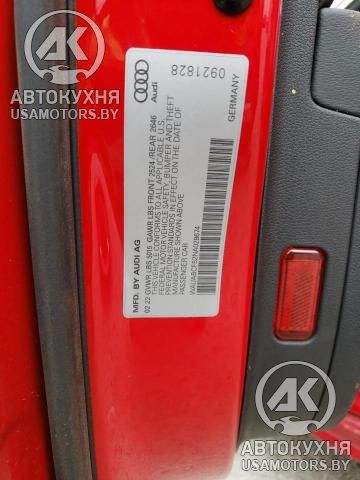 АВТОКУХНЯ
USAMOTORS.BY
Audi
0921828
GERMANY
MFD. BY AUDI AG
02 22 GVWR LBS 5015 GAWR LBS FRONT 2524 /REAR 2646
THIS VEHICLE CONFORMS TO ALL APPLICABLE U.S.
FEDERAL MOTOR VEHICLE SAFETY, BUMPER AND THEFT
PREVENTION STANDARDS IN EFFECT ON THE DATE OF
MANUFACTURE SHOWN ABOVE
PASSENGER CAR
АВТОКУХНЯ
USAMOTORS.BY